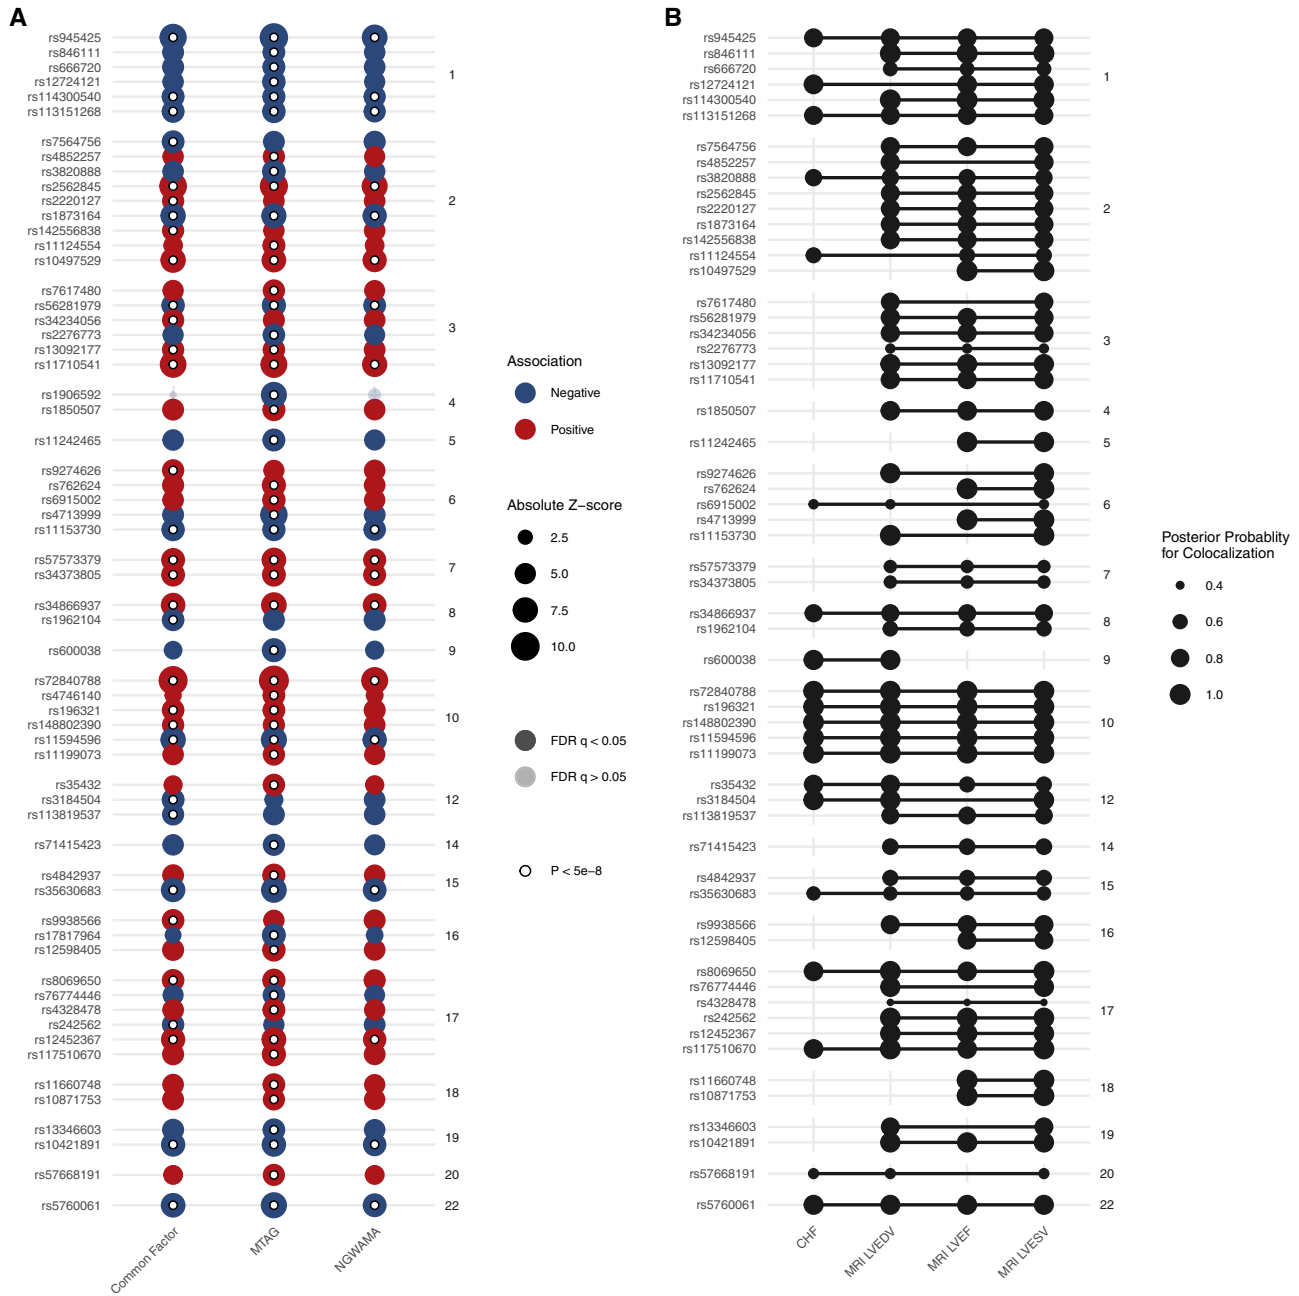 A
rs945425
rs846111
rs666720
rs12724121
rs114300540
rs113151268
1
rs7564756
rs4852257
rs3820888
rs2562845
rs2220127
rs1873164
rs142556838
rs11124554
rs10497529
2
rs7617480
rs56281979
rs34234056
rs2276773
rs13092177
rs11710541
3
rs1906592
rs1850507
4
rs11242465
5
rs9274626
rs762624
rs6915002
rs4713999
rs11153730
6
rs57573379
rs34373805
7
rs34866937
rs1962104
8
rs600038
9
rs72840788
rs4746140
rs196321
rs148802390
rs11594596
rs11199073
10
rs35432
rs3184504
rs113819537
12
rs71415423
14
rs4842937
rs35630683
15
rs9938566
rs17817964
rs12598405
16
rs8069650
rs76774446
rs4328478
rs242562
rs12452367
rs117510670
17
rs11660748
rs10871753
18
rs13346603
rs10421891
19
rs57668191
20
rs5760061
22
Common Factor
MTAG
NGWAMA
Association
Negative
Positive
Absolute Z−score
2.5
5.0
7.5
10.0
FDR q < 0.05
FDR q > 0.05
P < 5e−8
B
rs945425
rs846111
rs666720
rs12724121
rs114300540
rs113151268
1
rs7564756
rs4852257
rs3820888
rs2562845
rs2220127
rs1873164
rs142556838
rs11124554
rs10497529
2
rs7617480
rs56281979
rs34234056
rs2276773
rs13092177
rs11710541
3
rs1850507
4
rs11242465
5
rs9274626
rs762624
rs6915002
rs4713999
rs11153730
6
rs57573379
rs34373805
7
rs34866937
rs1962104
8
rs600038
9
rs72840788
rs196321
rs148802390
rs11594596
rs11199073
10
rs35432
rs3184504
rs113819537
12
rs71415423
14
rs4842937
rs35630683
15
rs9938566
rs12598405
16
rs8069650
rs76774446
rs4328478
rs242562
rs12452367
rs117510670
17
rs11660748
rs10871753
18
rs13346603
rs10421891
19
rs57668191
20
rs5760061
22
CHF
MRI LVEDV
MRI LVEF
MRI LVESV
Posterior Probablity
for Colocalization
0.4
0.6
0.8
1.0